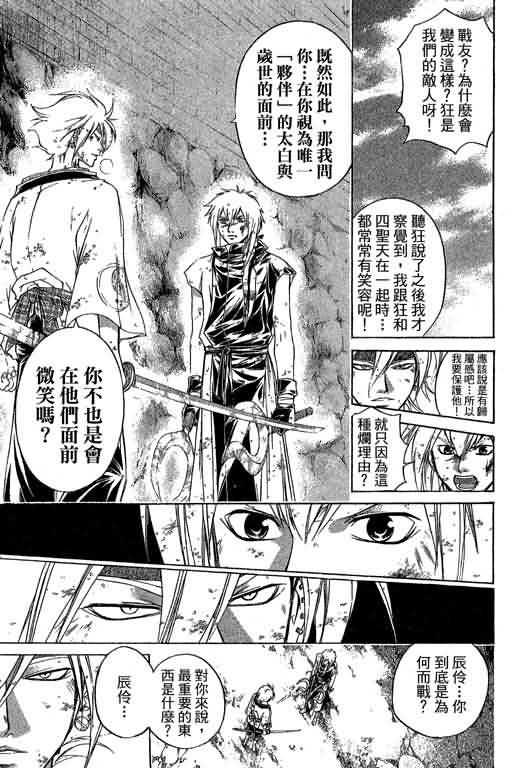 戰友？為什麼會
變成這樣？狂是
我們的敵人呀！
聽狂說了之後我才
察覺到，我跟狂和
四聖天在一起時…
都常常有笑容呢！
應該說是有歸
屬感吧…所以
我要保護他！
就只因為這
種爛理由？
既然如此，那我問
你…在你視為唯一
「夥伴」的太白與
歲世的面前…
你不也是會
在他們面前
微笑嗎？
辰伶…你
到底是為
何而戰？
對你來說，
最重要的東
西是什麼？
辰伶…